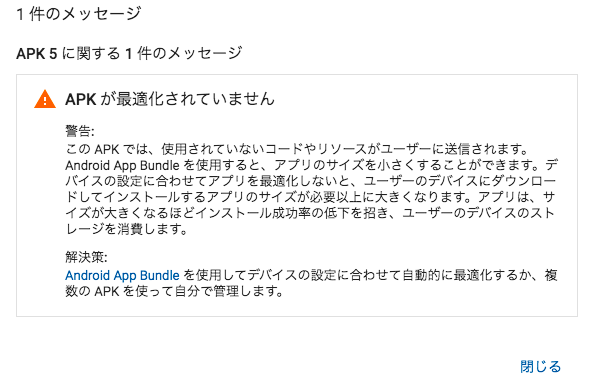 1 件のメッセージ
APK 5 に関する 1 件のメッセージ
APK が最適化されていません
警告:
この APK では、使用されていないコードやリソースがユーザーに送信されます。
Android App Bundle を使用すると、アプリのサイズを小さくすることができます。デ
バイスの設定に合わせてアプリを最適化しないと、ユーザーのデバイスにダウンロー
ドしてインストールするアプリのサイズが必要以上に大きくなります。アプリは、サ
イズが大きくなるほどインストール成功率の低下を招き、ユーザーのデバイスのスト
レージを消費します。
解決策:
Android App Bundle を使用してデバイスの設定に合わせて自動的に最適化するか、複
数の APK を使って自分で管理します。
閉じる